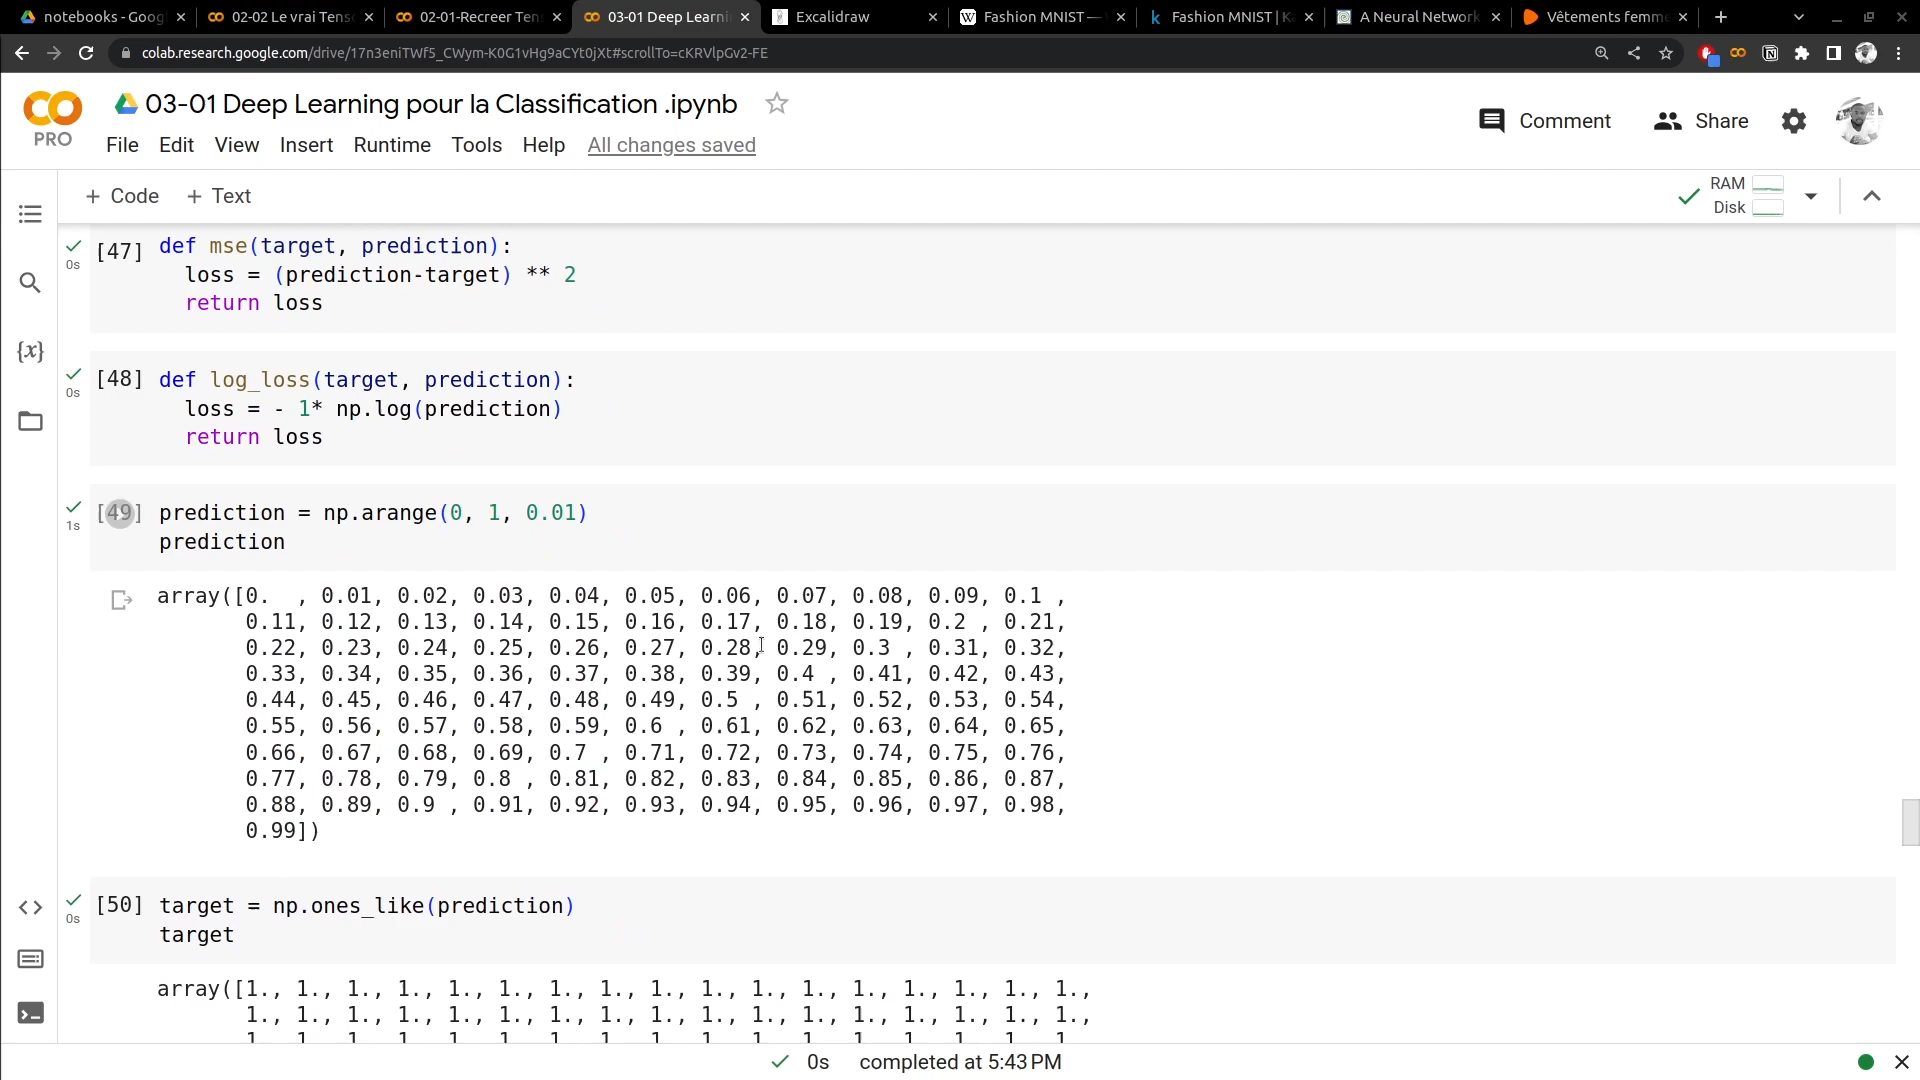 notebooks - Goog
02-02 Le vrai Tens
02-01-Recreer Ten
03-01 Deep Learni
Excalidraw
Fashion MNIST —
Fashion MNIST | K
A Neural Network
Vêtements femm
colab.research.google.com/drive/17n3eniTWf5_CWym-K0G1vHg9aCYt0jXt#scrollTo=cKRVlpGv2-FE
PRO
03-01 Deep Learning pour la Classification .ipynb
File Edit View Insert Runtime Tools Help All changes saved
Comment
Share
+ Code + Text
RAM
Disk
[47] def mse(target, prediction):
0s
loss = (prediction-target) ** 2
return loss
[48] def log_loss(target, prediction):
0s
loss = - 1* np.log(prediction)
return loss
[49] prediction = np.arange(0, 1, 0.01)
1s
prediction
array([0. , 0.01, 0.02, 0.03, 0.04, 0.05, 0.06, 0.07, 0.08, 0.09, 0.1 ,
0.11, 0.12, 0.13, 0.14, 0.15, 0.16, 0.17, 0.18, 0.19, 0.2 , 0.21,
0.22, 0.23, 0.24, 0.25, 0.26, 0.27, 0.28, 0.29, 0.3 , 0.31, 0.32,
0.33, 0.34, 0.35, 0.36, 0.37, 0.38, 0.39, 0.4 , 0.41, 0.42, 0.43,
0.44, 0.45, 0.46, 0.47, 0.48, 0.49, 0.5 , 0.51, 0.52, 0.53, 0.54,
0.55, 0.56, 0.57, 0.58, 0.59, 0.6 , 0.61, 0.62, 0.63, 0.64, 0.65,
0.66, 0.67, 0.68, 0.69, 0.7 , 0.71, 0.72, 0.73, 0.74, 0.75, 0.76,
0.77, 0.78, 0.79, 0.8 , 0.81, 0.82, 0.83, 0.84, 0.85, 0.86, 0.87,
0.88, 0.89, 0.9 , 0.91, 0.92, 0.93, 0.94, 0.95, 0.96, 0.97, 0.98,
0.99])
[50] target = np.ones_like(prediction)
0s
target
array([1., 1., 1., 1., 1., 1., 1., 1., 1., 1., 1., 1., 1., 1., 1., 1., 1.,
1., 1., 1., 1., 1., 1., 1., 1., 1., 1., 1., 1., 1., 1., 1., 1., 1.,
0s completed at 5:43 PM